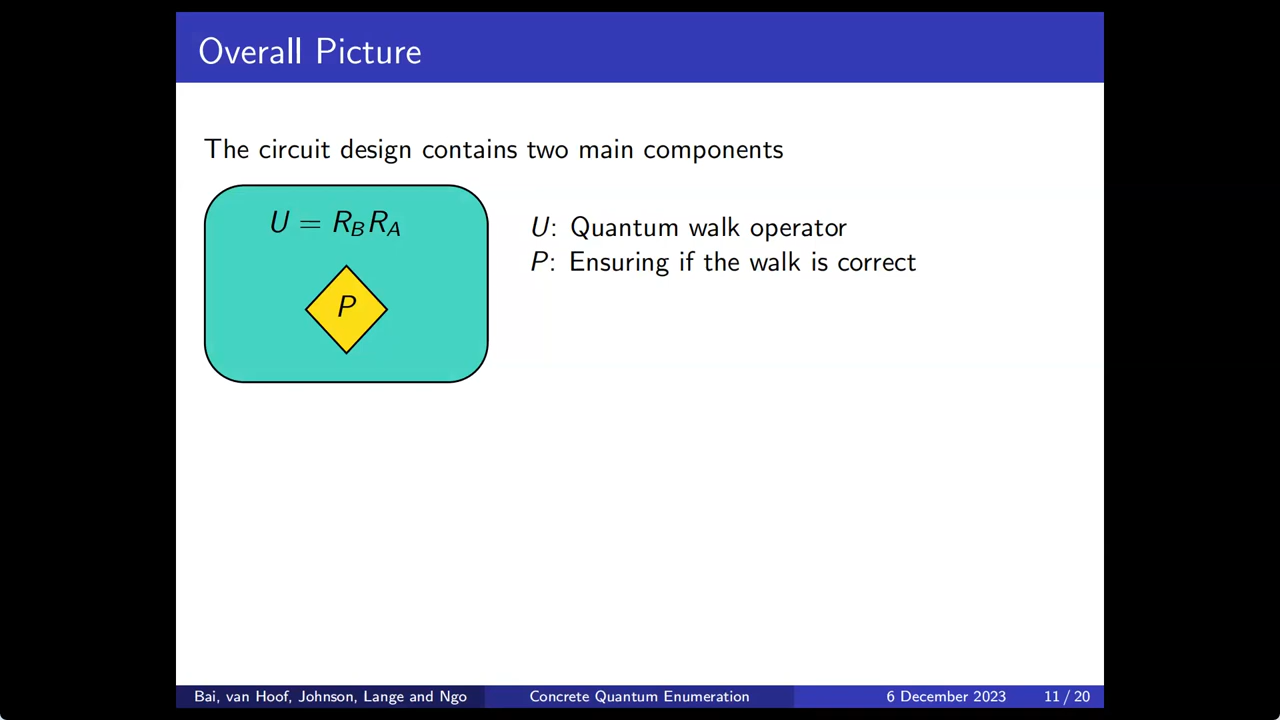 Overall Picture
The circuit design contains two main components
U = R_B R_A
P
U: Quantum walk operator
P: Ensuring if the walk is correct
Bai, van Hoof, Johnson, Lange and Ngo Concrete Quantum Enumeration 6 December 2023 11 / 20